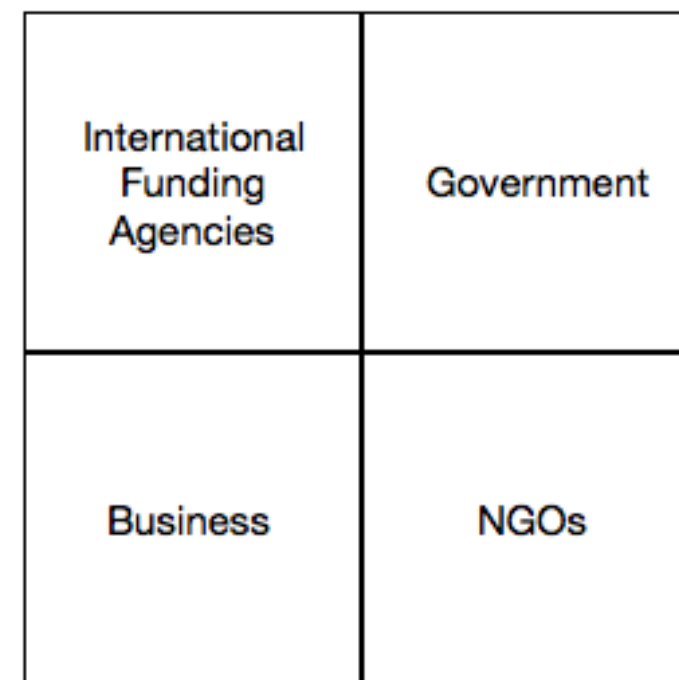 International
Funding
Agencies
Government
Business
NGOs